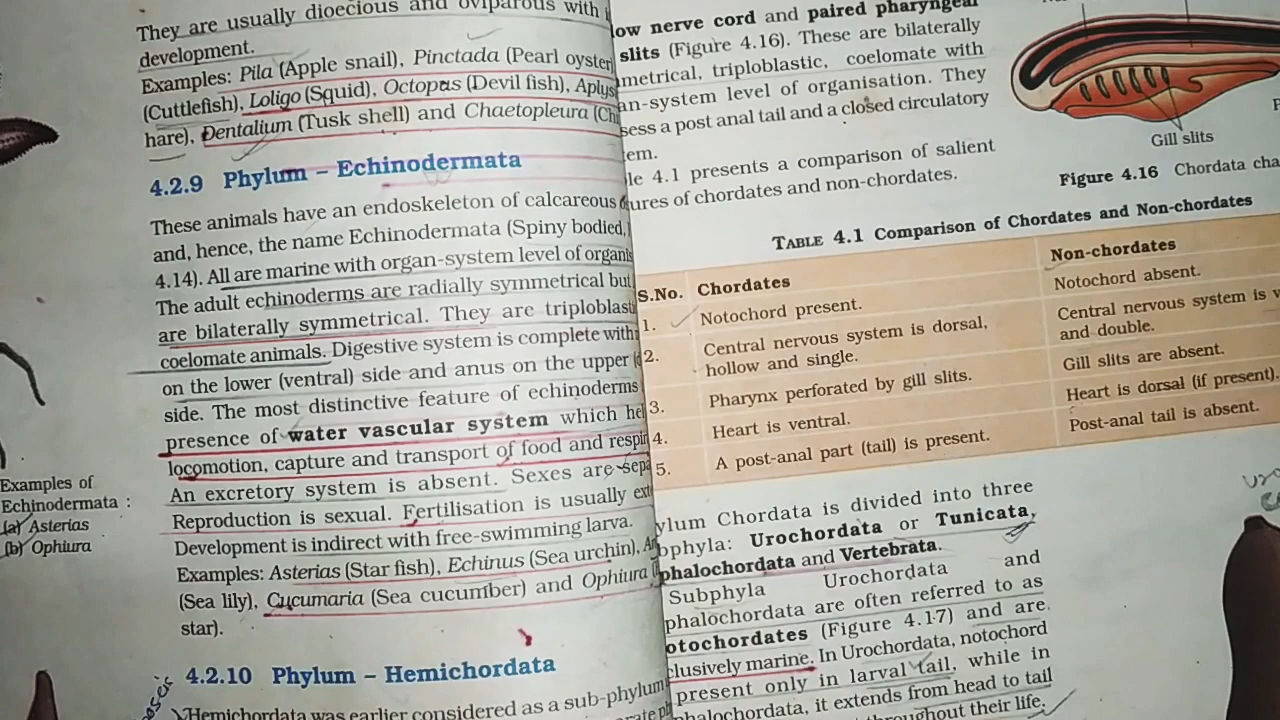 They are usually dioecious and oviparous with
development.
Examples: Pila (Apple snail), Pinctada (Pearl oyster
(Cuttlefish), Loligo (Squid), Octopus (Devil fish), Aplys
hare), Dentalium (Tusk shell) and Chaetopleura (Ch
4.2.9 Phylum – Echinodermata
These animals have an endoskeleton of calcareous
and, hence, the name Echinodermata (Spiny bodied,
4.14). All are marine with organ-system level of organis
The adult echinoderms are radially symmetrical but
are bilaterally symmetrical. They are triploblasti
coelomate animals. Digestive system is complete with
on the lower (ventral) side and anus on the upper (d
side. The most distinctive feature of echinoderms
presence of water vascular system which hel
locomotion, capture and transport of food and respir
An excretory system is absent. Sexes are sepa
Reproduction is sexual. Fertilisation is usually ext
Development is indirect with free-swimming larva.
Examples: Asterias (Star fish), Echinus (Sea urchin), An
(Sea lily), Cucumaria (Sea cucumber) and Ophiura
star).
4.2.10 Phylum – Hemichordata
Hemichordata was earlier considered as a sub-phylum
Examples of
Echinodermata :
(a) Asterias
(b) Ophiura
low nerve cord and paired pharyngeal
slits (Figure 4.16). These are bilaterally
metrical, triploblastic, coelomate with
an-system level of organisation. They
sess a post anal tail and a closed circulatory
em.
le 4.1 presents a comparison of salient
ures of chordates and non-chordates.
Gill slits
Figure 4.16 Chordata cha
TABLE 4.1 Comparison of Chordates and Non-chordates
S.No. Chordates Non-chordates
1. Notochord present. Notochord absent.
2. Central nervous system is dorsal, Central nervous system is v
hollow and single. and double.
3. Pharynx perforated by gill slits. Gill slits are absent.
4. Heart is ventral. Heart is dorsal (if present).
5. A post-anal part (tail) is present. Post-anal tail is absent.
ylum Chordata is divided into three
bphyla: Urochordata or Tunicata,
phalochordata and Vertebrata.
Subphyla Urochordata and
phalochordata are often referred to as
otochordates (Figure 4.17) and are
clusively marine. In Urochordata, notochord
present only in larval tail, while in
phalochordata, it extends from head to tail
throughout their life.